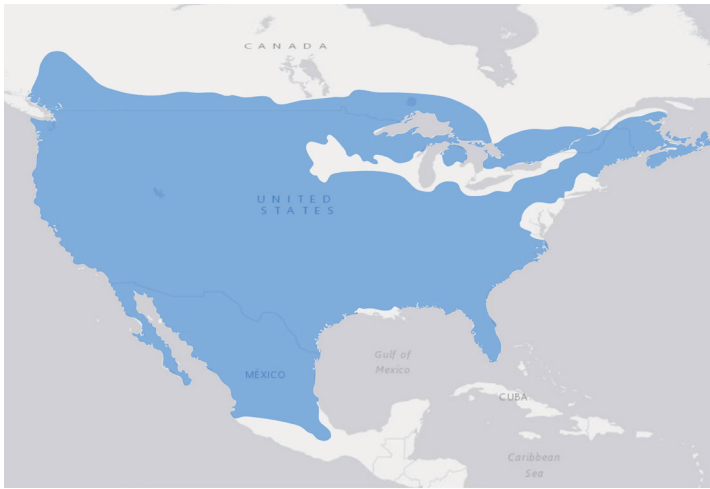 CANADA
UNITED
STATES
MÉXICO
Gulf of
Mexico
CUBA
Caribbean
Sea